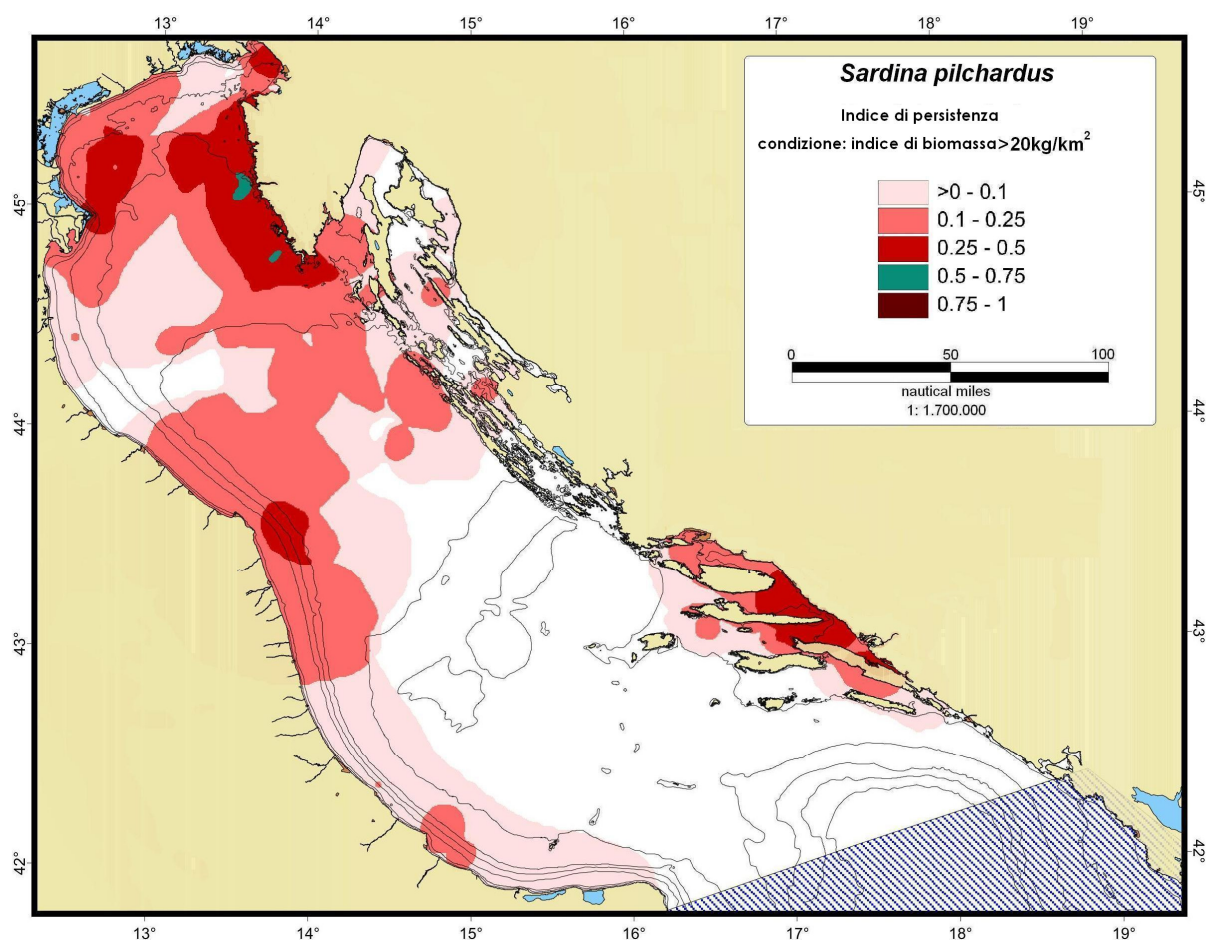 13° 14° 15° 16° 17° 18° 19°
Sardina pilchardus
Indice di persistenza
condizione: indice di biomassa>20kg/km²
>0 - 0.1
0.1 - 0.25
0.25 - 0.5
0.5 - 0.75
0.75 - 1
0 50 100
nautical miles
1: 1.700.000
45°
44°
43°
42°
45°
44°
43°
42°
13° 14° 15° 16° 17° 18° 19°